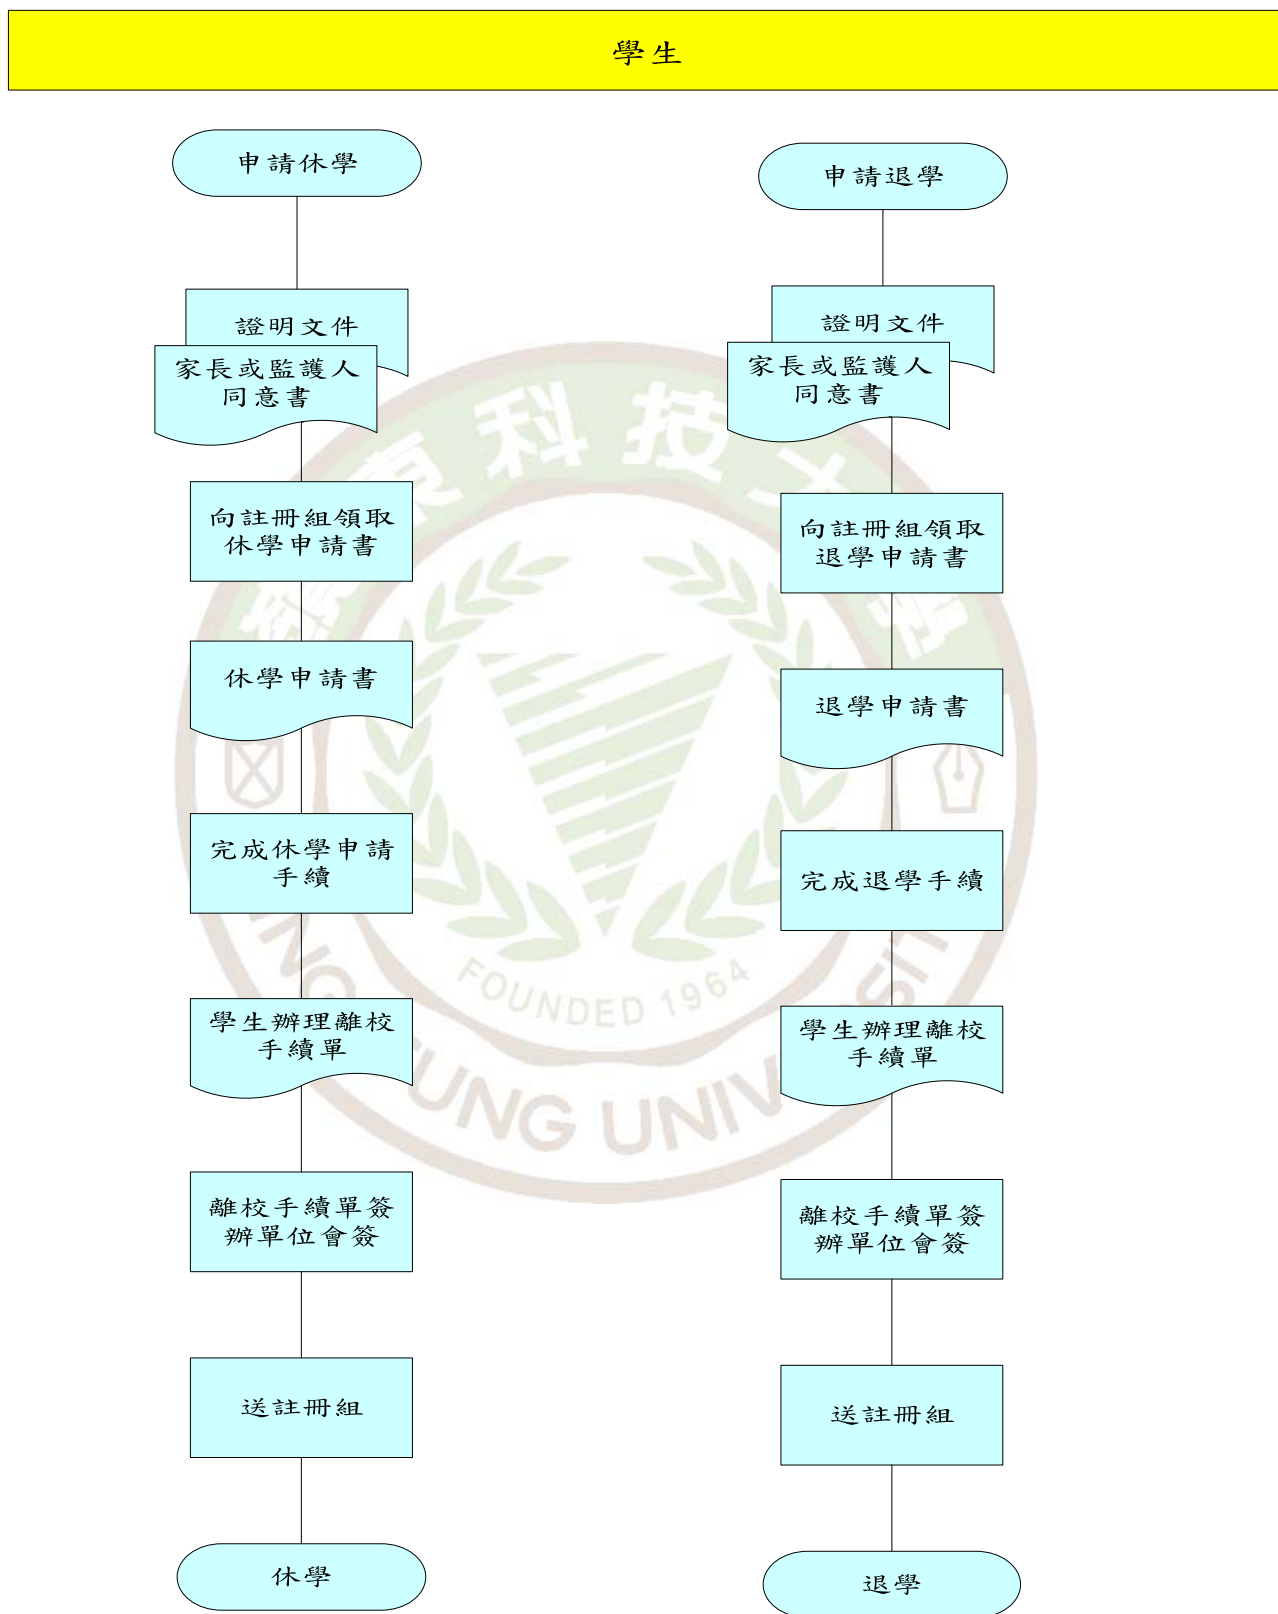 學生
申請休學
證明文件
家長或監護人
同意書
向註冊組領取
休學申請書
休學申請書
完成休學申請
手續
學生辦理離校
手續單
離校手續單簽
辦單位會簽
送註冊組
休學
申請退學
證明文件
家長或監護人
同意書
向註冊組領取
退學申請書
退學申請書
完成退學手續
學生辦理離校
手續單
離校手續單簽
辦單位會簽
送註冊組
退學
科技大
FOUNDED 1964
TUNG UNIV